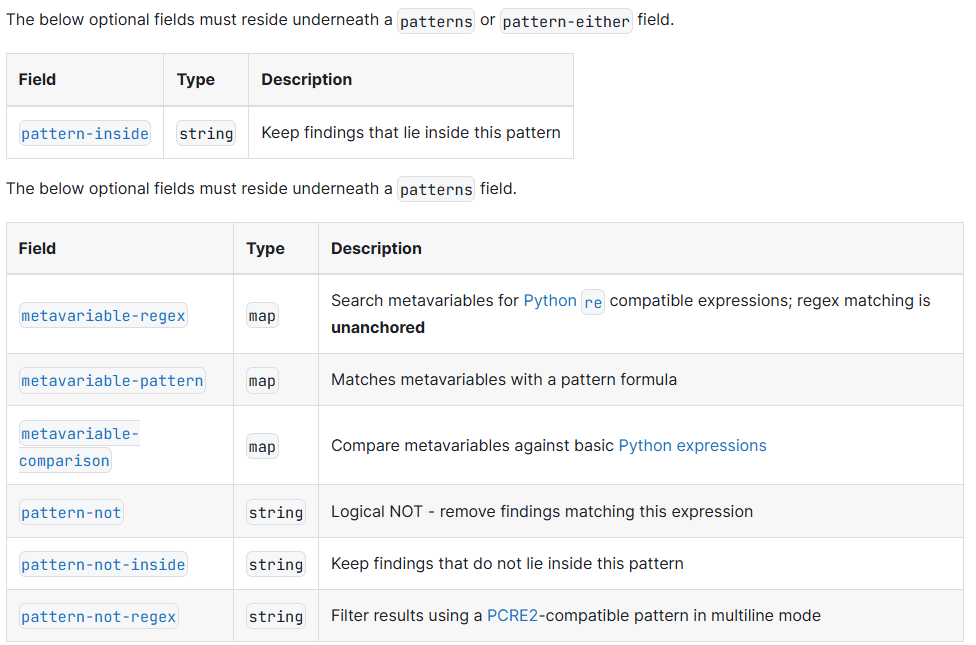 The below optional fields must reside underneath a patterns or pattern-either field.
Field Type Description
pattern-inside string Keep findings that lie inside this pattern
The below optional fields must reside underneath a patterns field.
Field Type Description
metavariable-regex map Search metavariables for Python re compatible expressions; regex matching is
unanchored
metavariable-pattern map Matches metavariables with a pattern formula
metavariable-
comparison map Compare metavariables against basic Python expressions
pattern-not string Logical NOT - remove findings matching this expression
pattern-not-inside string Keep findings that do not lie inside this pattern
pattern-not-regex string Filter results using a PCRE2-compatible pattern in multiline mode